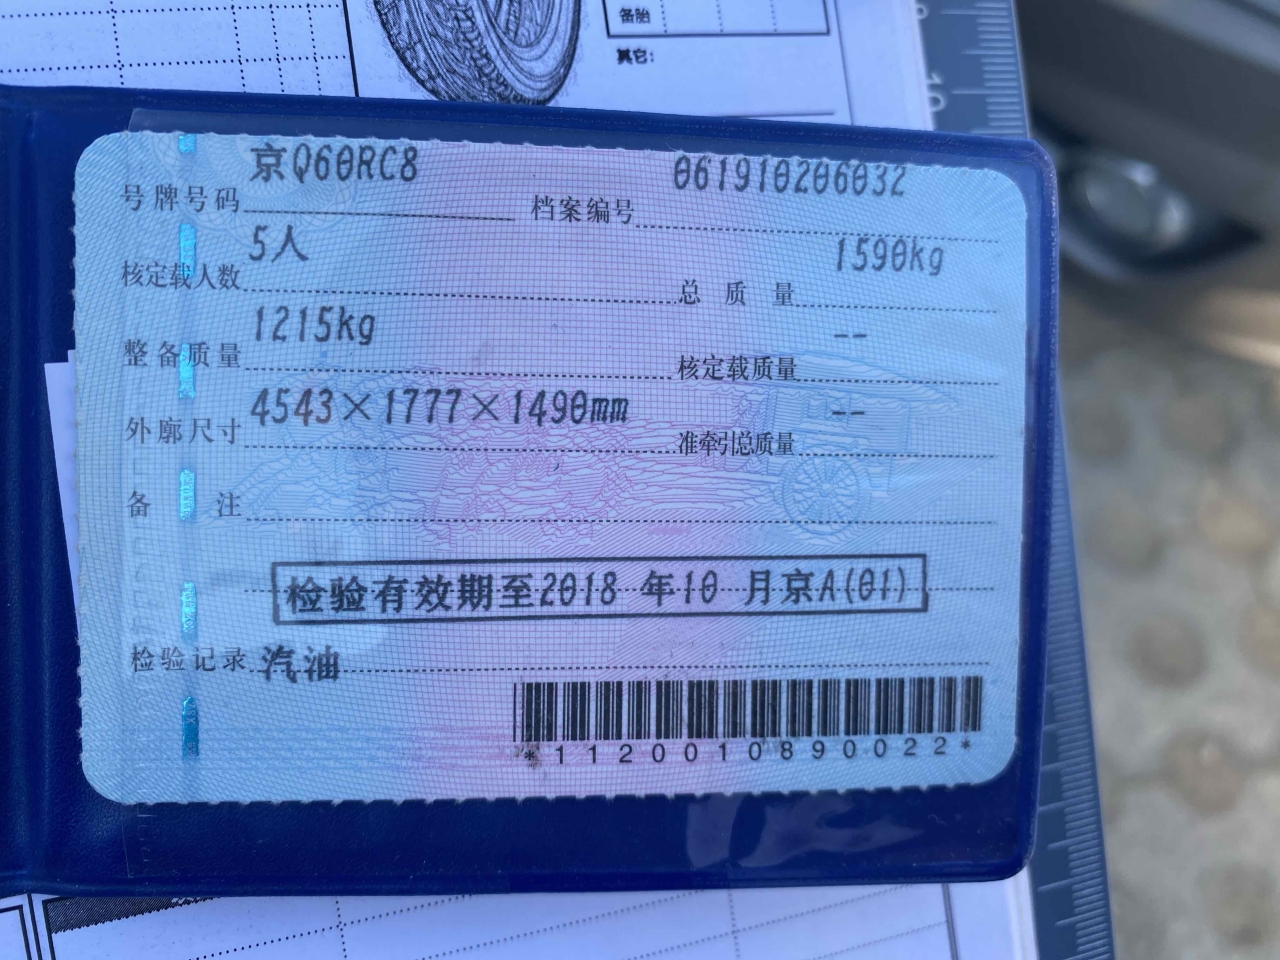 备胎
其它:
10
号牌号码 京Q60RC8 档案编号 061910206032
核定载人数 5人 总质量 1590kg
整备质量 1215kg 核定载质量 --
外廓尺寸 4543×1777×1490mm 准牵引总质量 --
备注
检验有效期至2018 年10 月京A(01)
检验记录 汽油
*1120010890022*